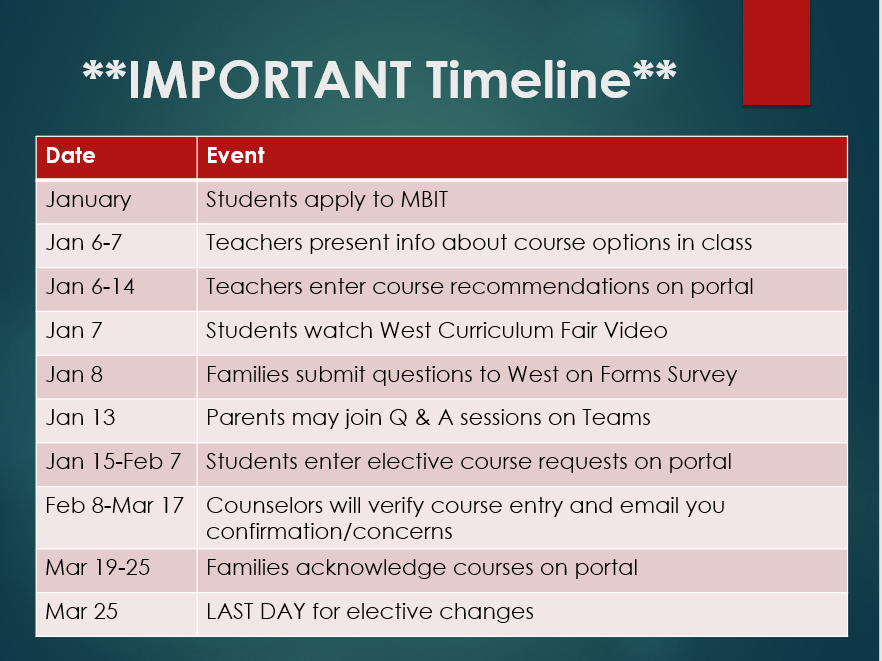 **IMPORTANT Timeline**
Date Event
January Students apply to MBIT
Jan 6-7 Teachers present info about course options in class
Jan 6-14 Teachers enter course recommendations on portal
Jan 7 Students watch West Curriculum Fair Video
Jan 8 Families submit questions to West on Forms Survey
Jan 13 Parents may join Q & A sessions on Teams
Jan 15-Feb 7 Students enter elective course requests on portal
Feb 8-Mar 17 Counselors will verify course entry and email you
confirmation/concerns
Mar 19-25 Families acknowledge courses on portal
Mar 25 LAST DAY for elective changes